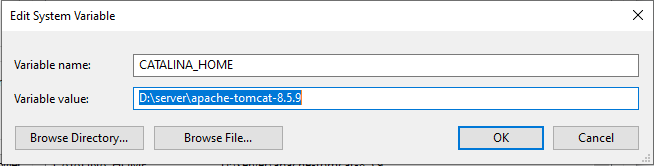 Edit System Variable
Variable name: CATALINA_HOME
Variable value: D:\server\apache-tomcat-8.5.9
Browse Directory... Browse File... OK Cancel